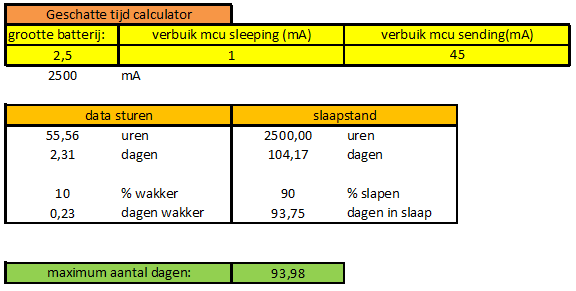 Geschatte tijd calculator
grootte batterij: verbuik mcu sleeping (mA) verbuik mcu sending(mA)
2,5 1 45
2500 mA
data sturen slaapstand
55,56 uren 2500,00 uren
2,31 dagen 104,17 dagen
10 % wakker 90 % slapen
0,23 dagen wakker 93,75 dagen in slaap
maximum aantal dagen: 93,98